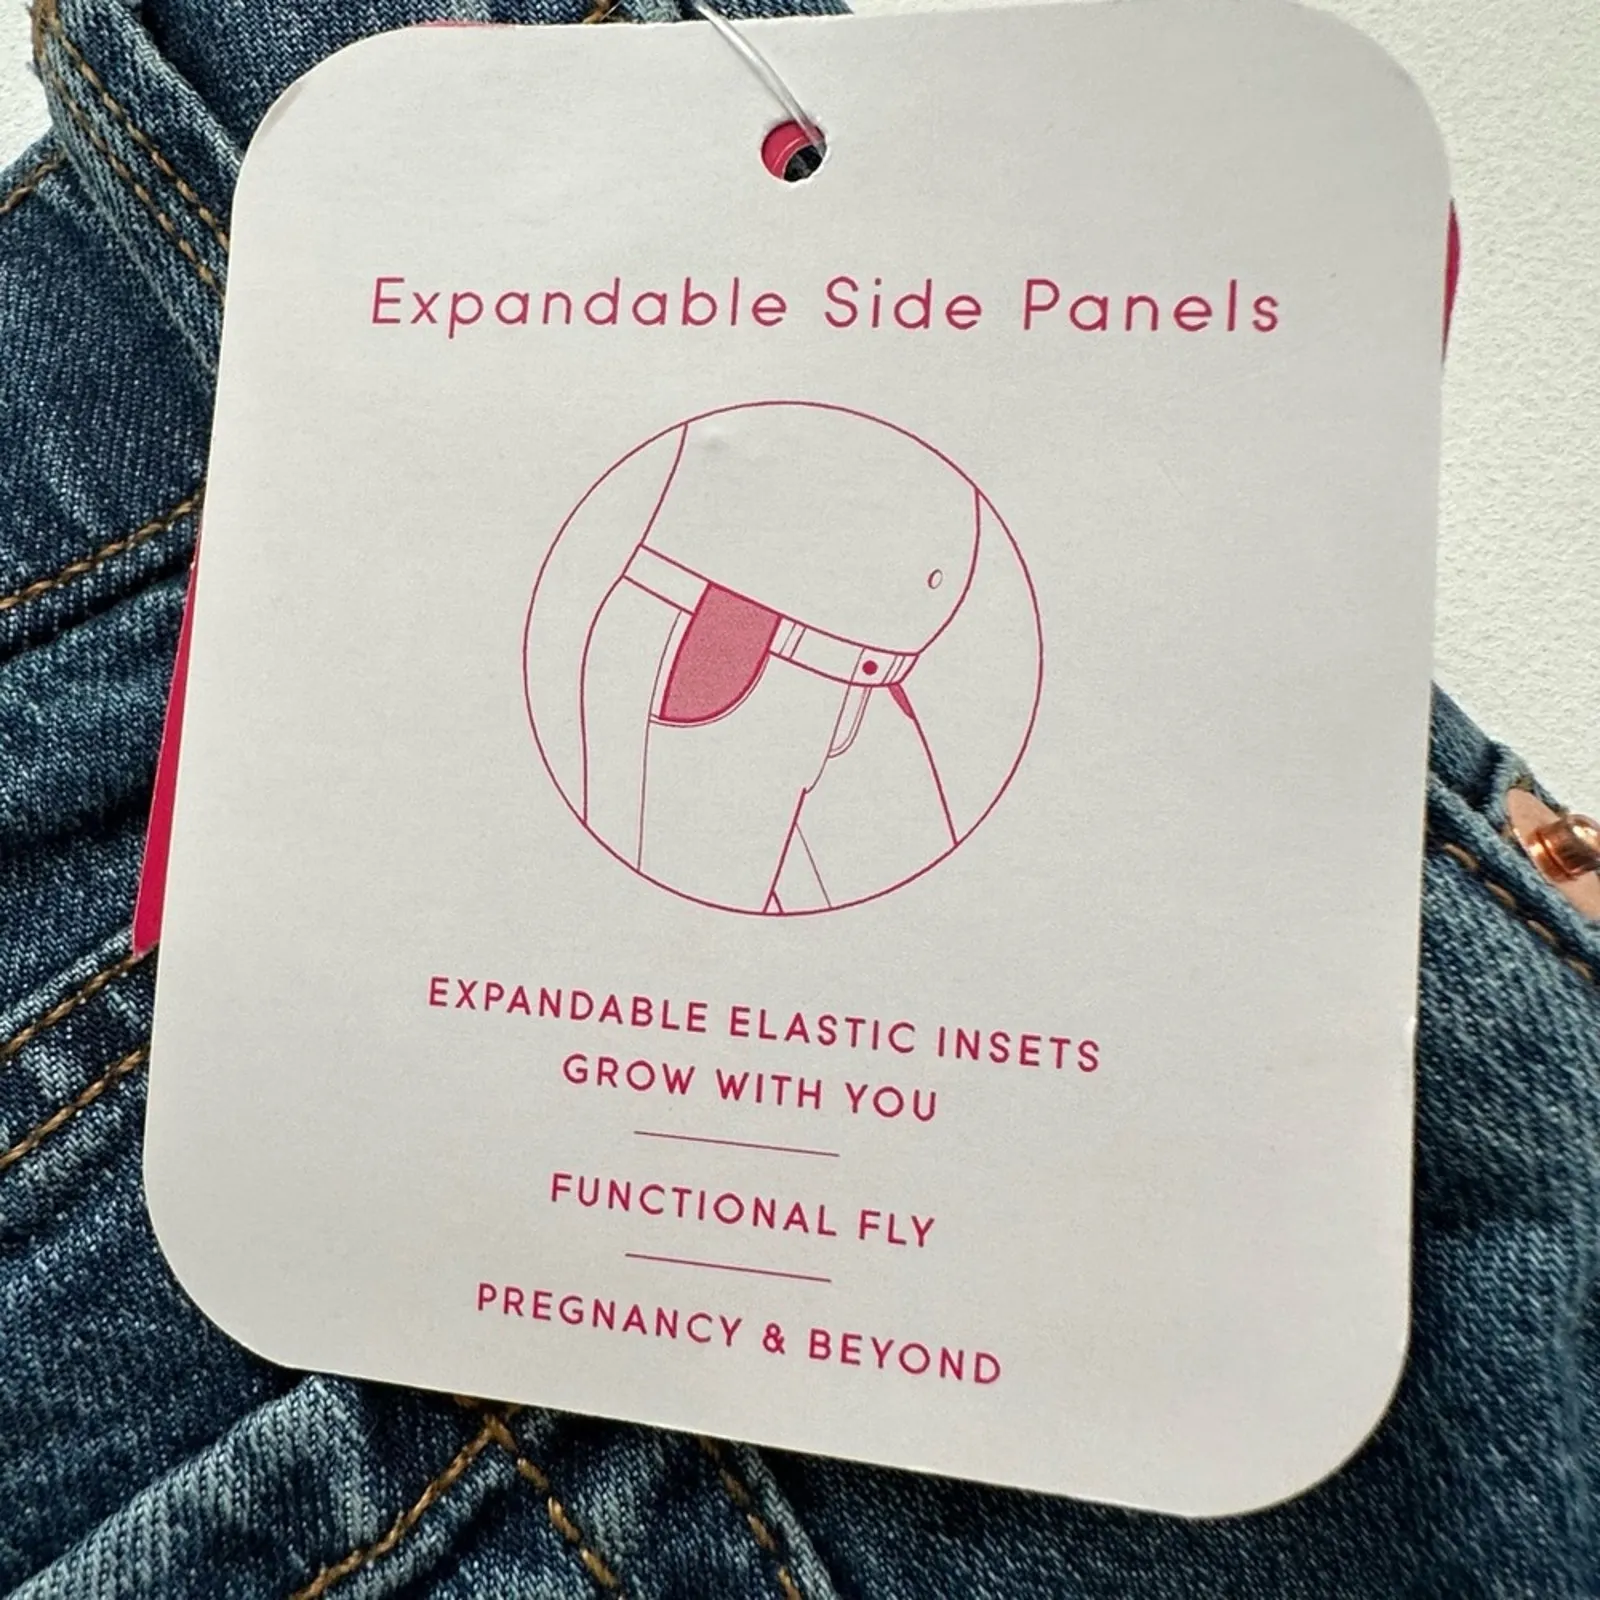 Expandable Side Panels
EXPANDABLE ELASTIC INSETS
GROW WITH YOU
FUNCTIONAL FLY
PREGNANCY & BEYOND